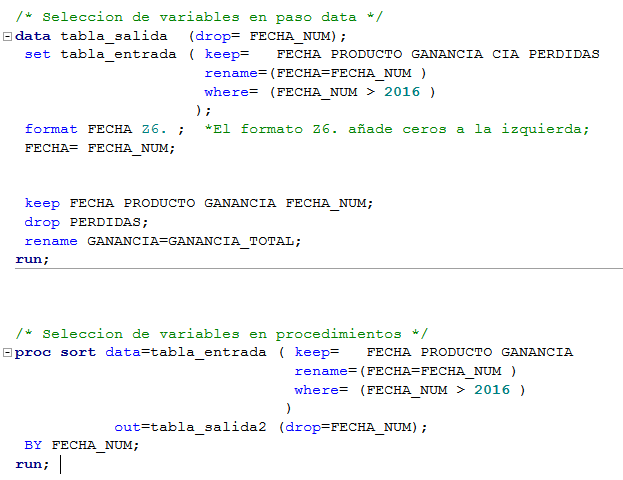 /* Seleccion de variables en paso data */
data tabla_salida  (drop= FECHA_NUM);
set tabla_entrada ( keep=   FECHA PRODUCTO GANANCIA CIA PERDIDAS
rename=(FECHA=FECHA_NUM )
where= (FECHA_NUM > 2016 )
);
format FECHA Z6. ;  *El formato Z6. añade ceros a la izquierda;
FECHA= FECHA_NUM;
keep FECHA PRODUCTO GANANCIA FECHA_NUM;
drop PERDIDAS;
rename GANANCIA=GANANCIA_TOTAL;
run;
/* Seleccion de variables en procedimientos */
proc sort data=tabla_entrada ( keep=   FECHA PRODUCTO GANANCIA
rename=(FECHA=FECHA_NUM )
where= (FECHA_NUM > 2016 )
)
out=tabla_salida2 (drop=FECHA_NUM);
BY FECHA_NUM;
run;